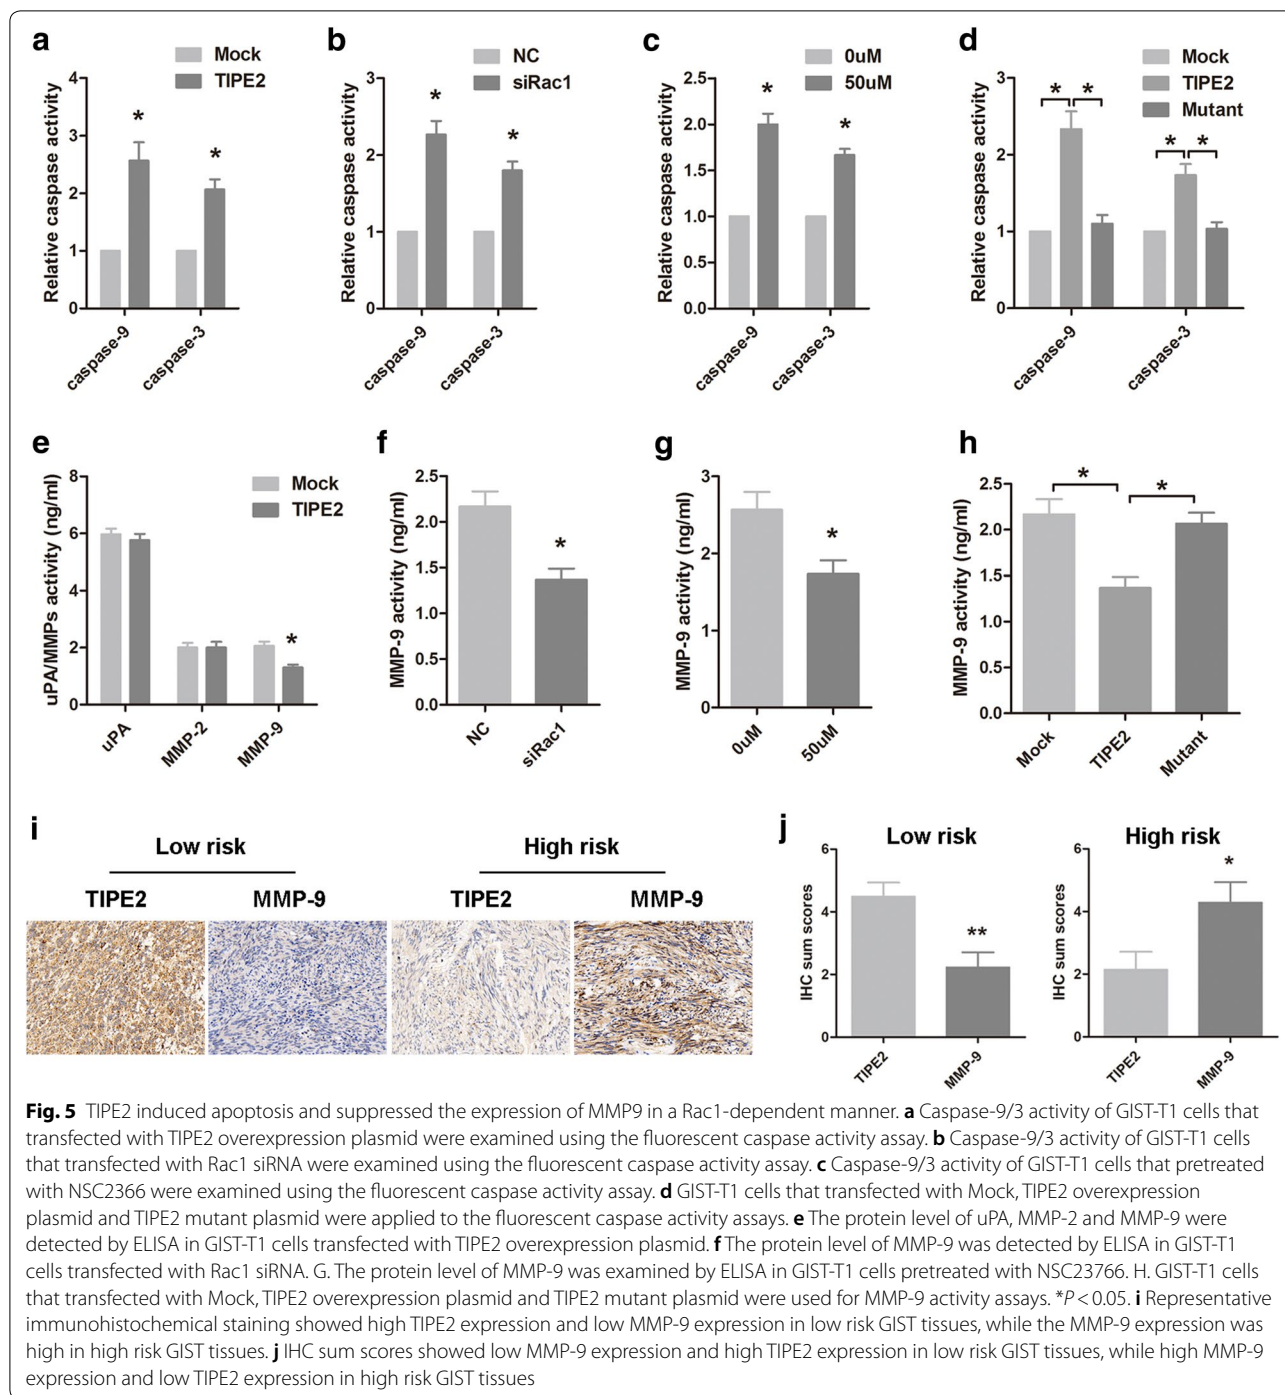 a
Mock
TIPE2
Relative caspase activity
4
3
2
1
0
caspase-9
caspase-3
*
*
b
NC
siRac1
Relative caspase activity
3
2
1
0
caspase-9
caspase-3
*
*
c
0uM
50uM
Relative caspase activity
2.5
2.0
1.5
1.0
0.5
0.0
caspase-9
caspase-3
*
*
d
Mock
TIPE2
Mutant
Relative caspase activity
3
2
1
0
caspase-9
caspase-3
* *
* *
e
Mock
TIPE2
uPA/MMPs activity (ng/ml)
8
6
4
2
0
uPA
MMP-2
MMP-9
*
f
MMP-9 activity (ng/ml)
2.5
2.0
1.5
1.0
0.5
0.0
NC
siRac1
*
g
MMP-9 activity (ng/ml)
3
2
1
0
0uM
50uM
*
h
MMP-9 activity (ng/ml)
2.5
2.0
1.5
1.0
0.5
0.0
Mock
TIPE2
Mutant
*
*
i
Low risk
High risk
TIPE2
MMP-9
TIPE2
MMP-9
j
Low risk
IHC sum scores
6
4
2
0
TIPE2
MMP-9
**
High risk
IHC sum scores
6
4
2
0
TIPE2
MMP-9
*
Fig. 5 TIPE2 induced apoptosis and suppressed the expression of MMP9 in a Rac1-dependent manner. a Caspase-9/3 activity of GIST-T1 cells that
transfected with TIPE2 overexpression plasmid were examined using the fluorescent caspase activity assay. b Caspase-9/3 activity of GIST-T1 cells
that transfected with Rac1 siRNA were examined using the fluorescent caspase activity assay. c Caspase-9/3 activity of GIST-T1 cells that pretreated
with NSC2366 were examined using the fluorescent caspase activity assay. d GIST-T1 cells that transfected with Mock, TIPE2 overexpression
plasmid and TIPE2 mutant plasmid were applied to the fluorescent caspase activity assays. e The protein level of uPA, MMP-2 and MMP-9 were
detected by ELISA in GIST-T1 cells transfected with TIPE2 overexpression plasmid. f The protein level of MMP-9 was detected by ELISA in GIST-T1
cells transfected with Rac1 siRNA. G. The protein level of MMP-9 was examined by ELISA in GIST-T1 cells pretreated with NSC23766. H. GIST-T1 cells
that transfected with Mock, TIPE2 overexpression plasmid and TIPE2 mutant plasmid were used for MMP-9 activity assays. *P < 0.05. i Representative
immunohistochemical staining showed high TIPE2 expression and low MMP-9 expression in low risk GIST tissues, while the MMP-9 expression was
high in high risk GIST tissues. j IHC sum scores showed low MMP-9 expression and high TIPE2 expression in low risk GIST tissues, while high MMP-9
expression and low TIPE2 expression in high risk GIST tissues